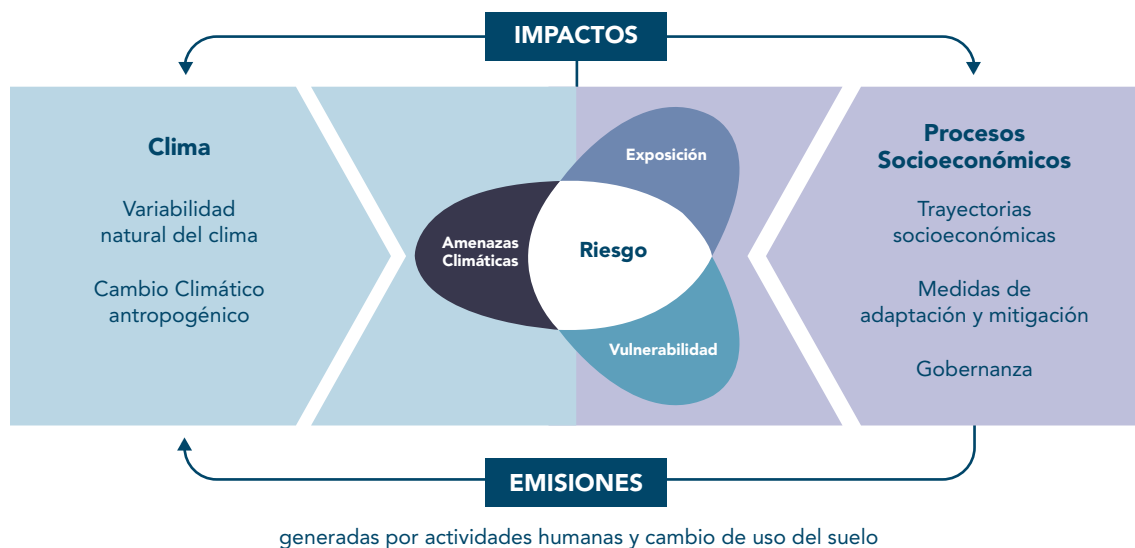 IMPACTOS
Clima
Variabilidad
natural del clima
Cambio Climático
antropogénico
Exposición
Amenazas
Climáticas
Riesgo
Vulnerabilidad
Procesos
Socioeconómicos
Trayectorias
socioeconómicas
Medidas de
adaptación y mitigación
Gobernanza
EMISIONES
generadas por actividades humanas y cambio de uso del suelo